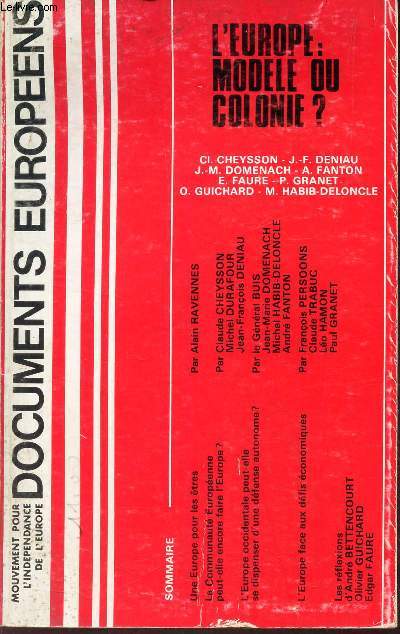 Le-livre.com
MOUVEMENT POUR
L'INDEPENDANCE
DE L'EUROPE
DOCUMENTS EUROPEENS
L'EUROPE:
MODELE OU
COLONIE ?
Cl. CHEYSSON - J.-F. DENIAU
J.-M. DOMENACH - A. FANTON
E. FAURE - P. GRANET
O. GUICHARD - M. HABIB-DELONCLE
SOMMAIRE
Une Europe pour les êtres
Par Alain RAVENNES
La Communauté Européenne
peut-elle encore faire l'Europe ?
Par Claude CHEYSSON
Michel DURAFOUR
Jean-François DENIAU
L'Europe occidentale peut-elle
se dispenser d'une défense autonome ?
Par le Général BUIS
Jean-Marie DOMENACH
Michel HABIB-DELONCLE
André FANTON
L'Europe face aux défis économiques
Par François PERSOONS
Claude TRABUC
Léo HAMON
Paul GRANET
Les réflexions
d'André BETTENCOURT
Olivier GUICHARD
Edgar FAURE